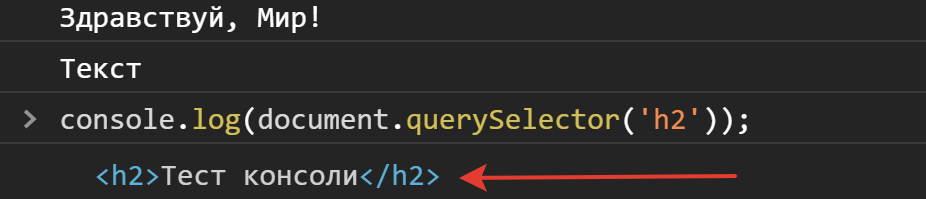 Здравствуй, Мир!
Текст
> console.log(document.querySelector('h2'));
<h2>Тест консоли</h2>